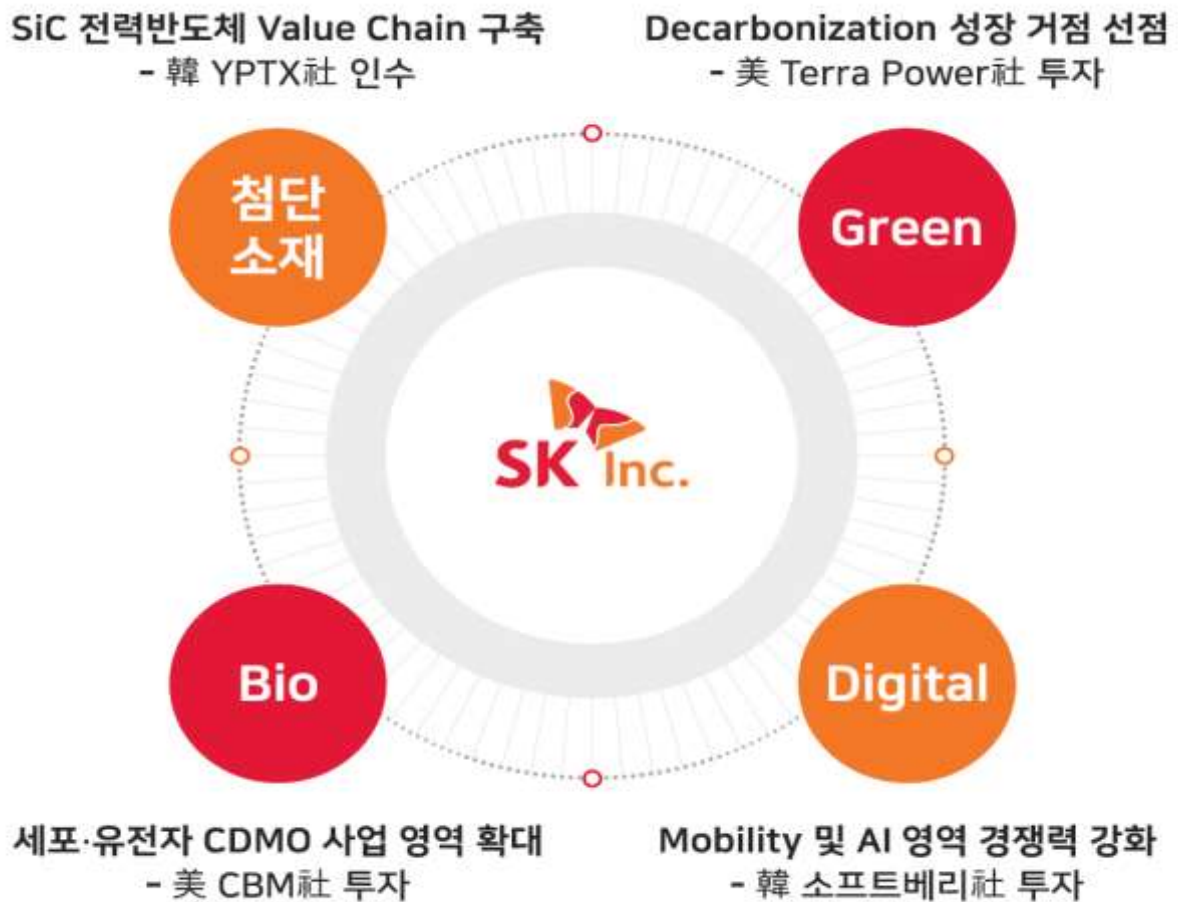 SiC 전력반도체 Value Chain 구축
- 韓 YPTX社 인수
Decarbonization 성장 거점 선점
- 美 Terra Power社 투자
첨단
소재
Green
SK Inc.
Bio
Digital
세포·유전자 CDMO 사업 영역 확대
- 美 CBM社 투자
Mobility 및 AI 영역 경쟁력 강화
- 韓 소프트베리社 투자